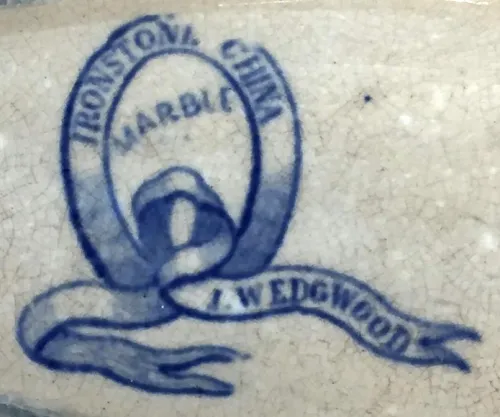 IRONSTONE CHINA
MARBLE
J. WEDGWOOD